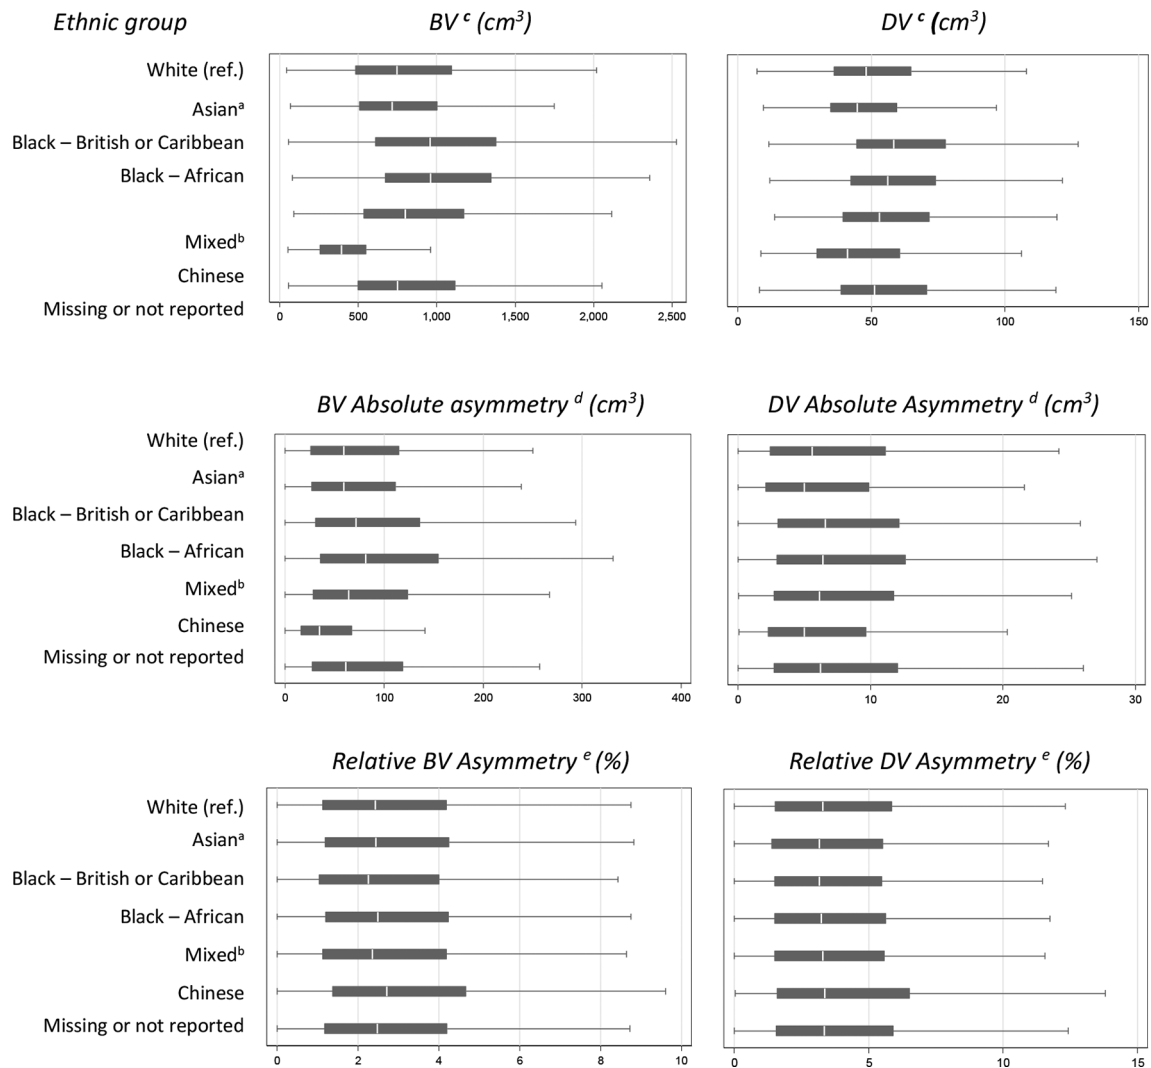 Ethnic group BV c (cm3) DV c (cm3)
White (ref.)
Asiana
Black – British or Caribbean
Black – African
Mixedb
Chinese
Missing or not reported
0 500 1,000 1,500 2,000 2,500 0 50 100 150
BV Absolute asymmetry d (cm3) DV Absolute Asymmetry d (cm3)
White (ref.)
Asiana
Black – British or Caribbean
Black – African
Mixedb
Chinese
Missing or not reported
0 100 200 300 400 0 10 20 30
Relative BV Asymmetry e (%) Relative DV Asymmetry e (%)
White (ref.)
Asiana
Black – British or Caribbean
Black – African
Mixedb
Chinese
Missing or not reported
0 2 4 6 8 10 0 5 10 15